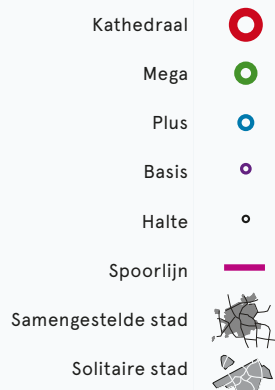 Kathedraal
Mega
Plus
Basis
Halte
Spoorlijn
Samengestelde stad
Solitaire stad